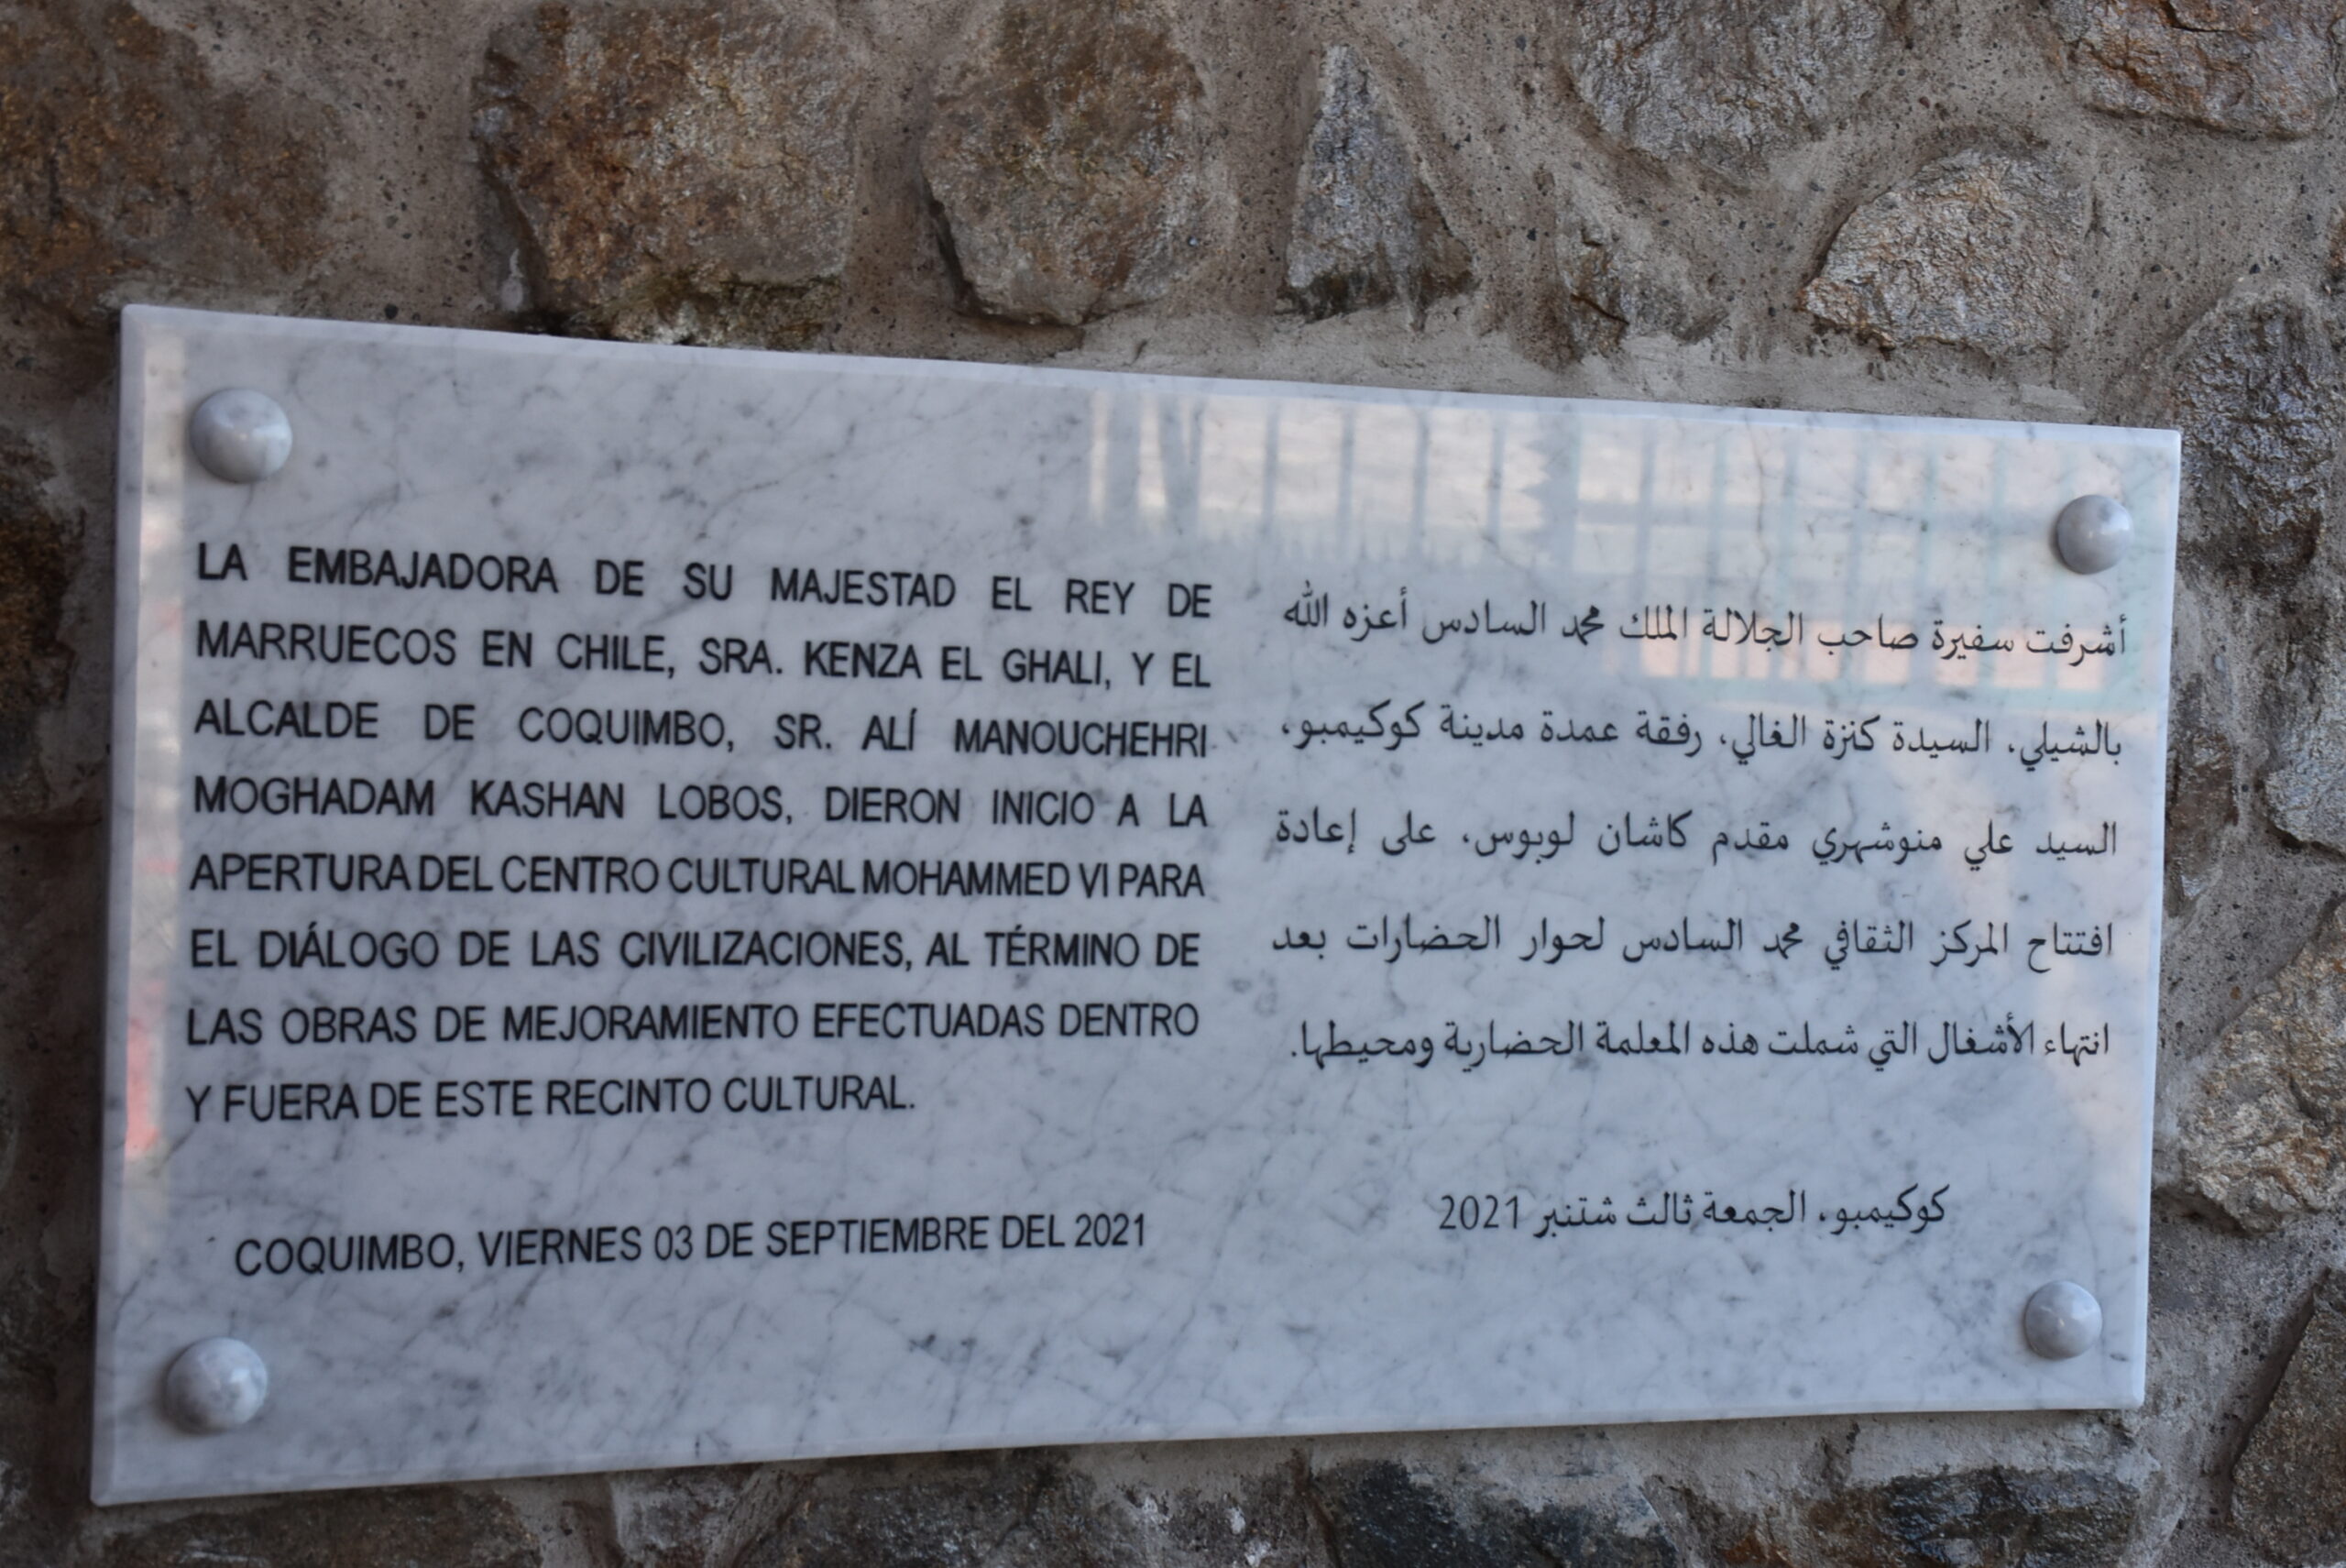 LA EMBAJADORA DE SU MAJESTAD EL REY DE
MARRUECOS EN CHILE, SRA. KENZA EL GHALI, Y EL
ALCALDE DE COQUIMBO, SR. ALÍ MANOUCHEHRI
MOGHADAM KASHAN LOBOS, DIERON INICIO A LA
APERTURA DEL CENTRO CULTURAL MOHAMMED VI PARA
EL DIÁLOGO DE LAS CIVILIZACIONES, AL TÉRMINO DE
LAS OBRAS DE MEJORAMIENTO EFECTUADAS DENTRO
Y FUERA DE ESTE RECINTO CULTURAL.
COQUIMBO, VIERNES 03 DE SEPTIEMBRE DEL 2021
أشرفت سفيرة صاحب الجلالة الملك محمد السادس أعزه الله
بالشيلي، السيدة كنزة الغالي، رفقة عمدة مدينة كوكيمبو،
السيد علي منوشهري مقدم كاشان لوبوس، على إعادة
افتتاح المركز الثقافي محمد السادس لحوار الحضارات بعد
انتهاء الأشغال التي شملت هذه المعلمة الحضارية ومحيطها.
كوكيمبو، الجمعة ثالث شتنبر 2021